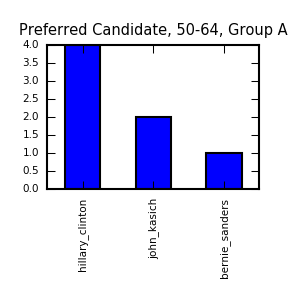 Preferred Candidate, 50-64, Group A
4.0
3.5
3.0
2.5
2.0
1.5
1.0
0.5
0.0
hillary_clinton
john_kasich
bernie_sanders